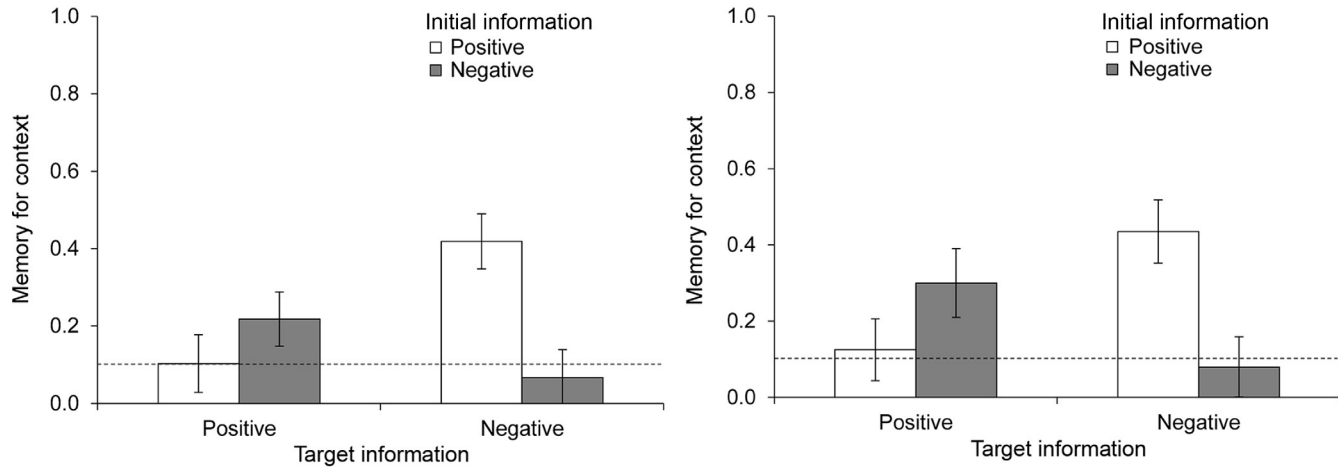 Memory for context
1.0
0.8
0.6
0.4
0.2
0.0
Initial information
Positive
Negative
Positive
Negative
Target information
Memory for context
1.0
0.8
0.6
0.4
0.2
0.0
Initial information
Positive
Negative
Positive
Negative
Target information